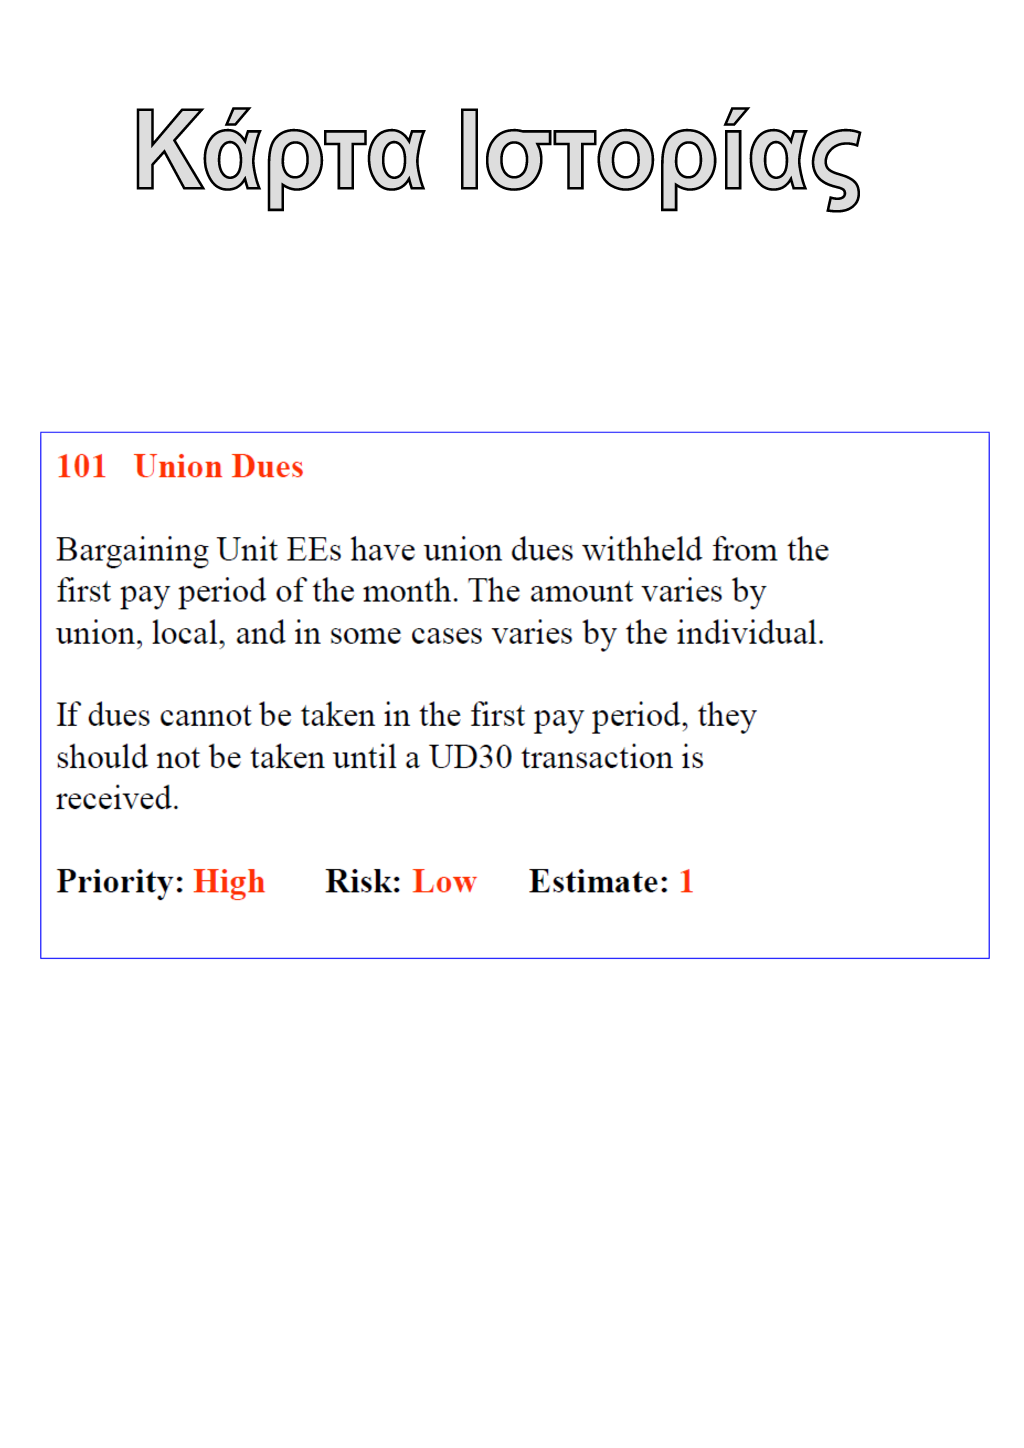 Κάρτα Ιστορίας
101 Union Dues
Bargaining Unit EEs have union dues withheld from the
first pay period of the month. The amount varies by
union, local, and in some cases varies by the individual.
If dues cannot be taken in the first pay period, they
should not be taken until a UD30 transaction is
received.
Priority: High Risk: Low Estimate: 1